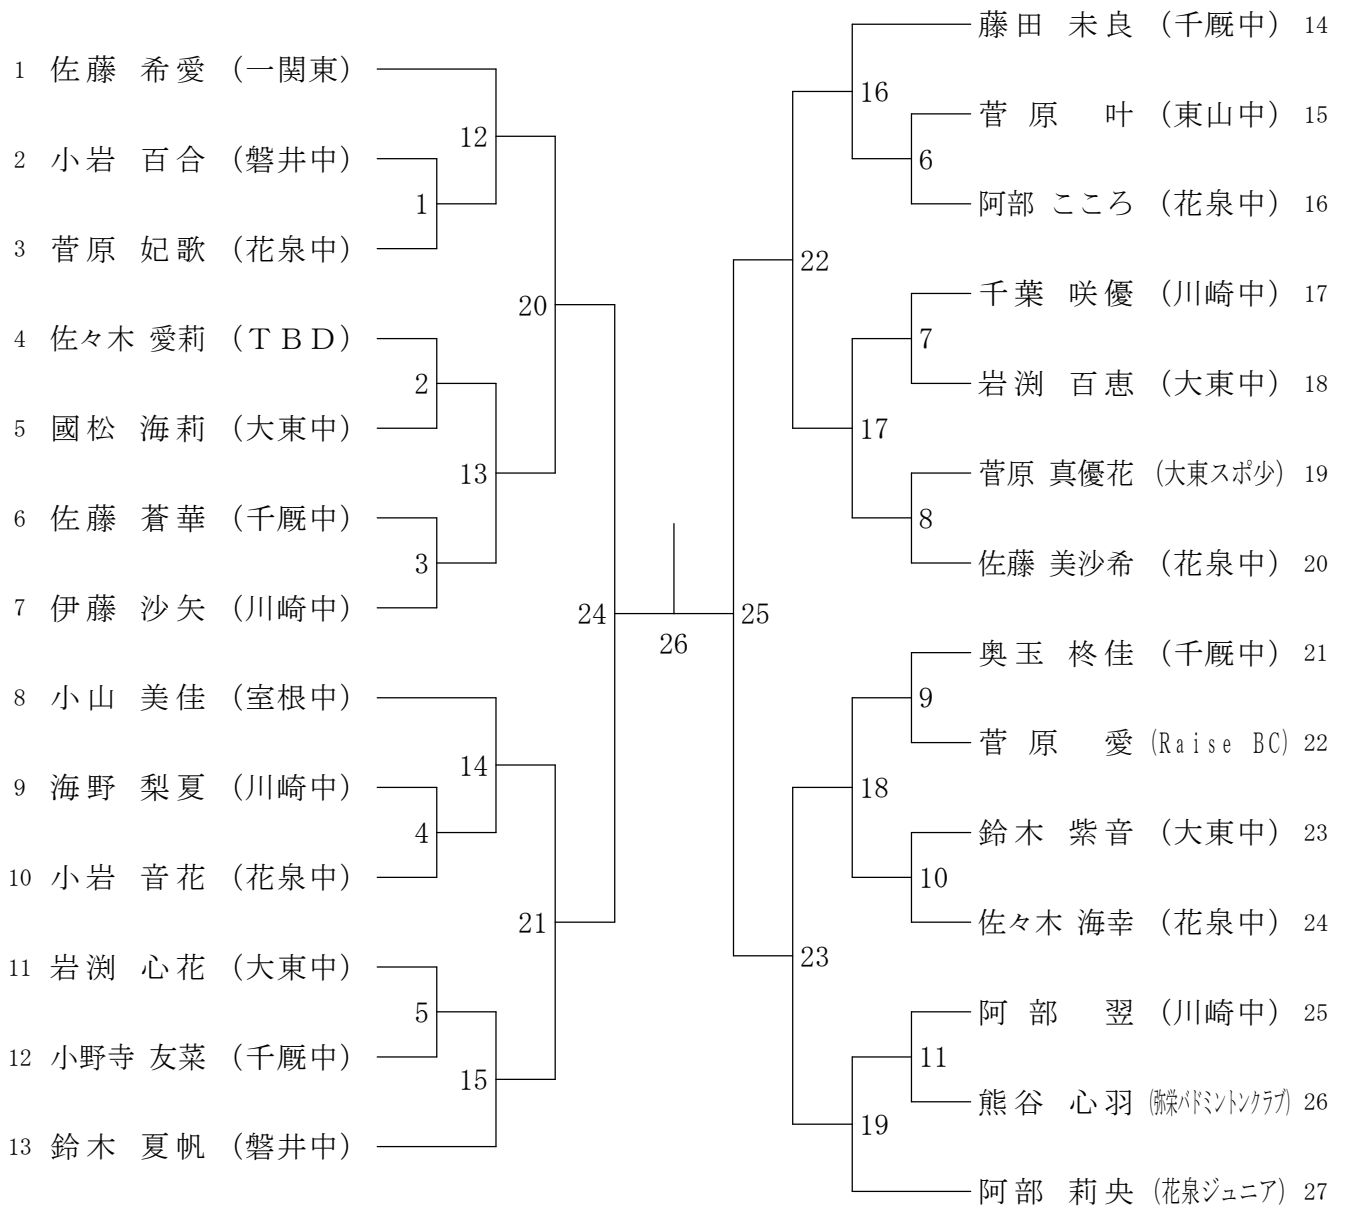 1 佐藤 希愛 （一関東）
2 小岩 百合 （磐井中）
3 菅原 妃歌 （花泉中）
4 佐々木 愛莉 （ＴＢＤ）
5 國松 海莉 （大東中）
6 佐藤 蒼華 （千厩中）
7 伊藤 沙矢 （川崎中）
8 小山 美佳 （室根中）
9 海野 梨夏 （川崎中）
10 小岩 音花 （花泉中）
11 岩渕 心花 （大東中）
12 小野寺 友菜 （千厩中）
13 鈴木 夏帆 （磐井中）
1
2
3
4
5
12
13
14
15
20
21
24
26
25
22
23
16
17
18
19
6
7
8
9
10
11
藤田 未良 （千厩中） 14
菅原 叶 （東山中） 15
阿部 こころ （花泉中） 16
千葉 咲優 （川崎中） 17
岩渕 百恵 （大東中） 18
菅原 真優花 （大東スポ少） 19
佐藤 美沙希 （花泉中） 20
奥玉 柊佳 （千厩中） 21
菅原 愛 (Raise BC) 22
鈴木 紫音 （大東中） 23
佐々木 海幸 （花泉中） 24
阿部 翌 （川崎中） 25
熊谷 心羽 （弥栄バドミントンクラブ） 26
阿部 莉央 （花泉ジュニア） 27